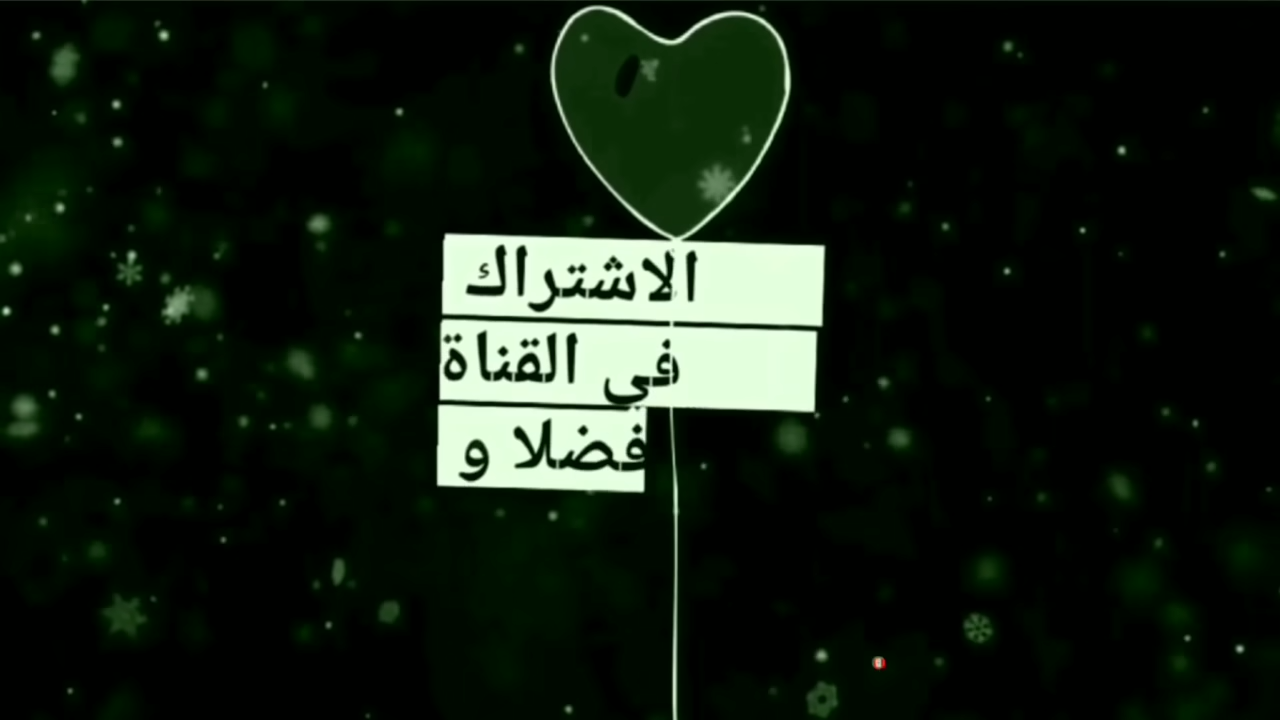 الاشتراك
في القناة
فضلا و